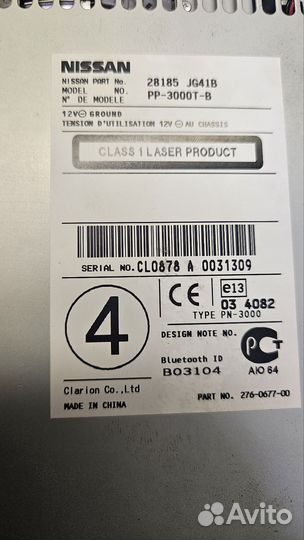 NISSAN
NISSAN PART No. 28185 JG41B
MODEL NO. PP-3000T-B
N° DE MODELE
12V⊖ GROUND
TENSION D'UTILISATION 12V ⊖ AU CHASSIS
CLASS 1 LASER PRODUCT
SERIAL NO. CL0878 A 0031309
4
CE
e13
03 4082
TYPE PN-3000
DESIGN NOTE NO.
Bluetooth ID
B03104
РСТ
АЮ 64
Clarion Co.,Ltd
MADE IN CHINA
PART NO. 276-0677-00
Avito